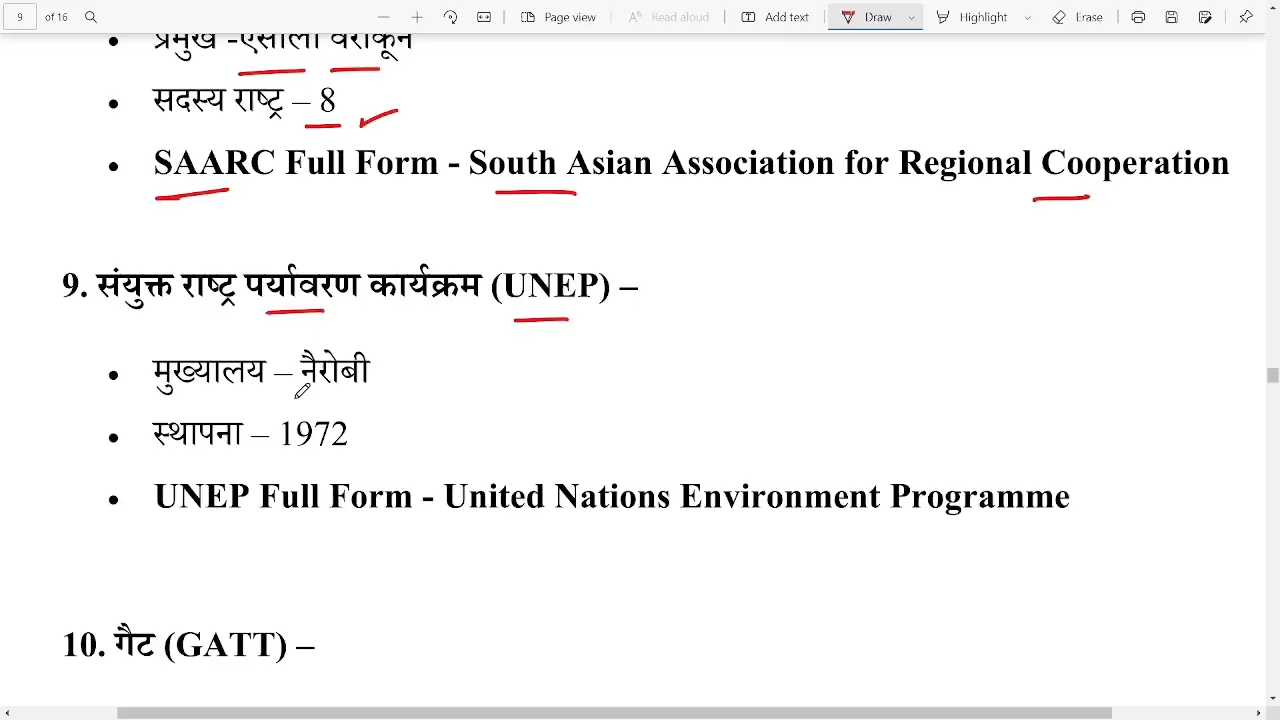 9 of 16 Page view Read aloud Add text Draw Highlight Erase
प्रमुख -एसाला वेराकून
सदस्य राष्ट्र – 8
SAARC Full Form - South Asian Association for Regional Cooperation
9. संयुक्त राष्ट्र पर्यावरण कार्यक्रम (UNEP) –
मुख्यालय – नैरोबी
स्थापना – 1972
UNEP Full Form - United Nations Environment Programme
10. गैट (GATT) –